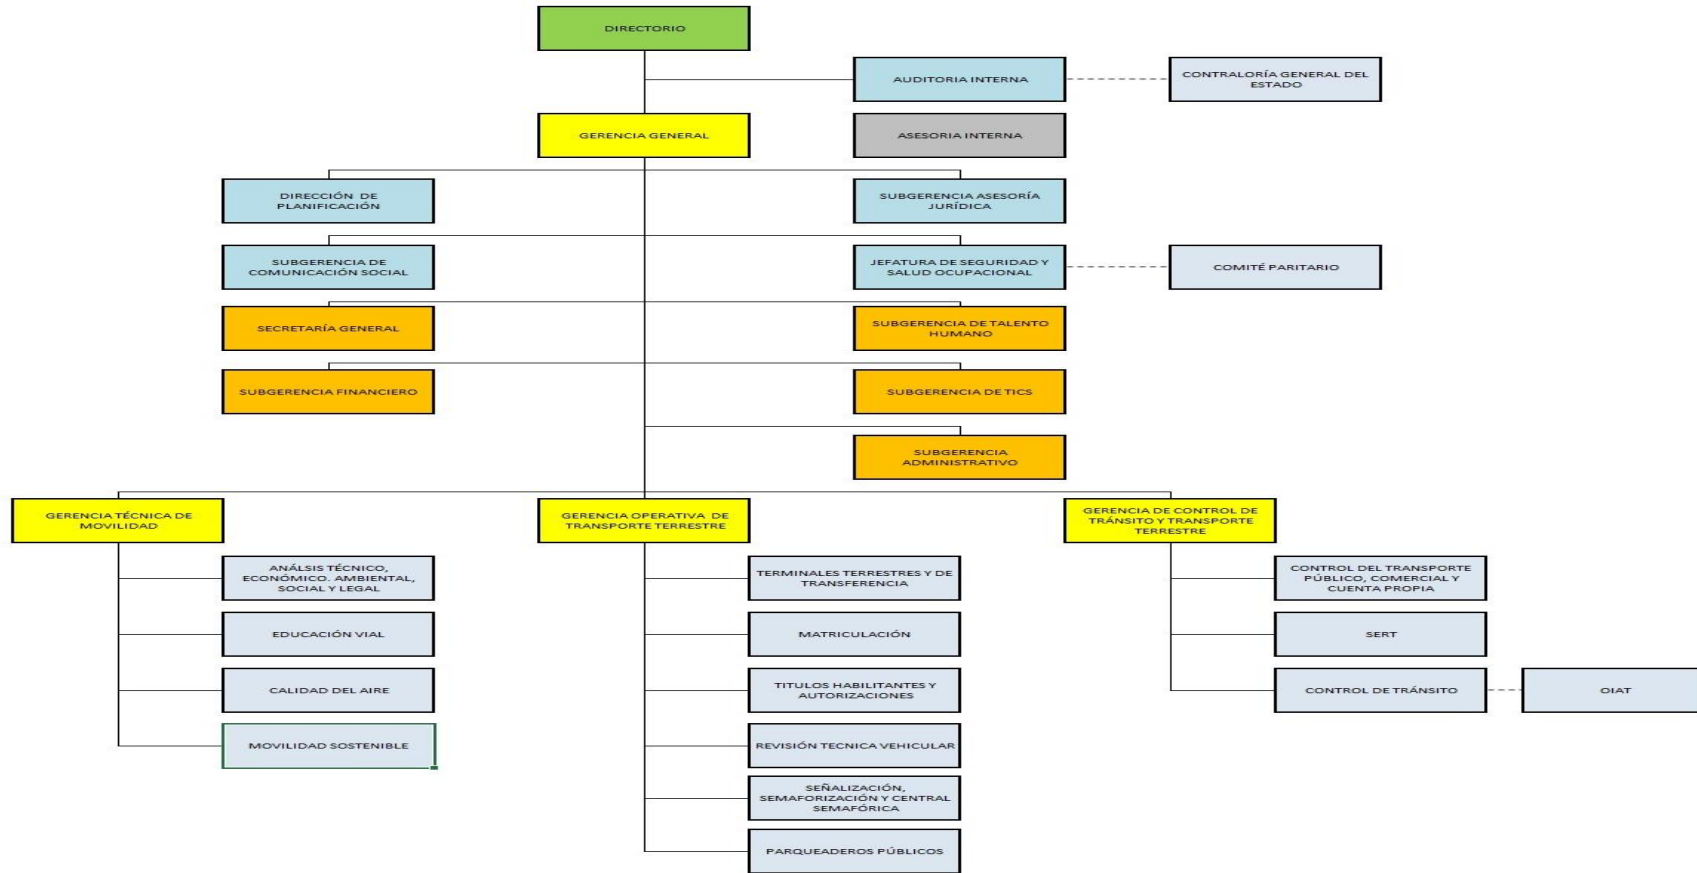 DIRECTORIO
AUDITORIA INTERNA
CONTRALORÍA GENERAL DEL
ESTADO
GERENCIA GENERAL
ASESORIA INTERNA
DIRECCIÓN DE
PLANIFICACIÓN
SUBGERENCIA ASESORÍA
JURÍDICA
SUBGERENCIA DE
COMUNICACIÓN SOCIAL
JEFATURA DE SEGURIDAD Y
SALUD OCUPACIONAL
COMITÉ PARITARIO
SECRETARÍA GENERAL
SUBGERENCIA DE TALENTO
HUMANO
SUBGERENCIA FINANCIERO
SUBGERENCIA DE TICS
SUBGERENCIA
ADMINISTRATIVO
GERENCIA TÉCNICA DE
MOVILIDAD
GERENCIA OPERATIVA DE
TRANSPORTE TERRESTRE
GERENCIA DE CONTROL DE
TRÁNSITO Y TRANSPORTE
TERRESTRE
ANÁLSIS TÉCNICO,
ECONÓMICO. AMBIENTAL,
SOCIAL Y LEGAL
TERMINALES TERRESTRES Y DE
TRANSFERENCIA
CONTROL DEL TRANSPORTE
PÚBLICO, COMERCIAL Y
CUENTA PROPIA
EDUCACIÓN VIAL
MATRICULACIÓN
SERT
CALIDAD DEL AIRE
TITULOS HABILITANTES Y
AUTORIZACIONES
CONTROL DE TRÁNSITO
OIAT
MOVILIDAD SOSTENIBLE
REVISIÓN TECNICA VEHICULAR
SEÑALIZACIÓN,
SEMAFORIZACIÓN Y CENTRAL
SEMAFÓRICA
PARQUEADEROS PÚBLICOS